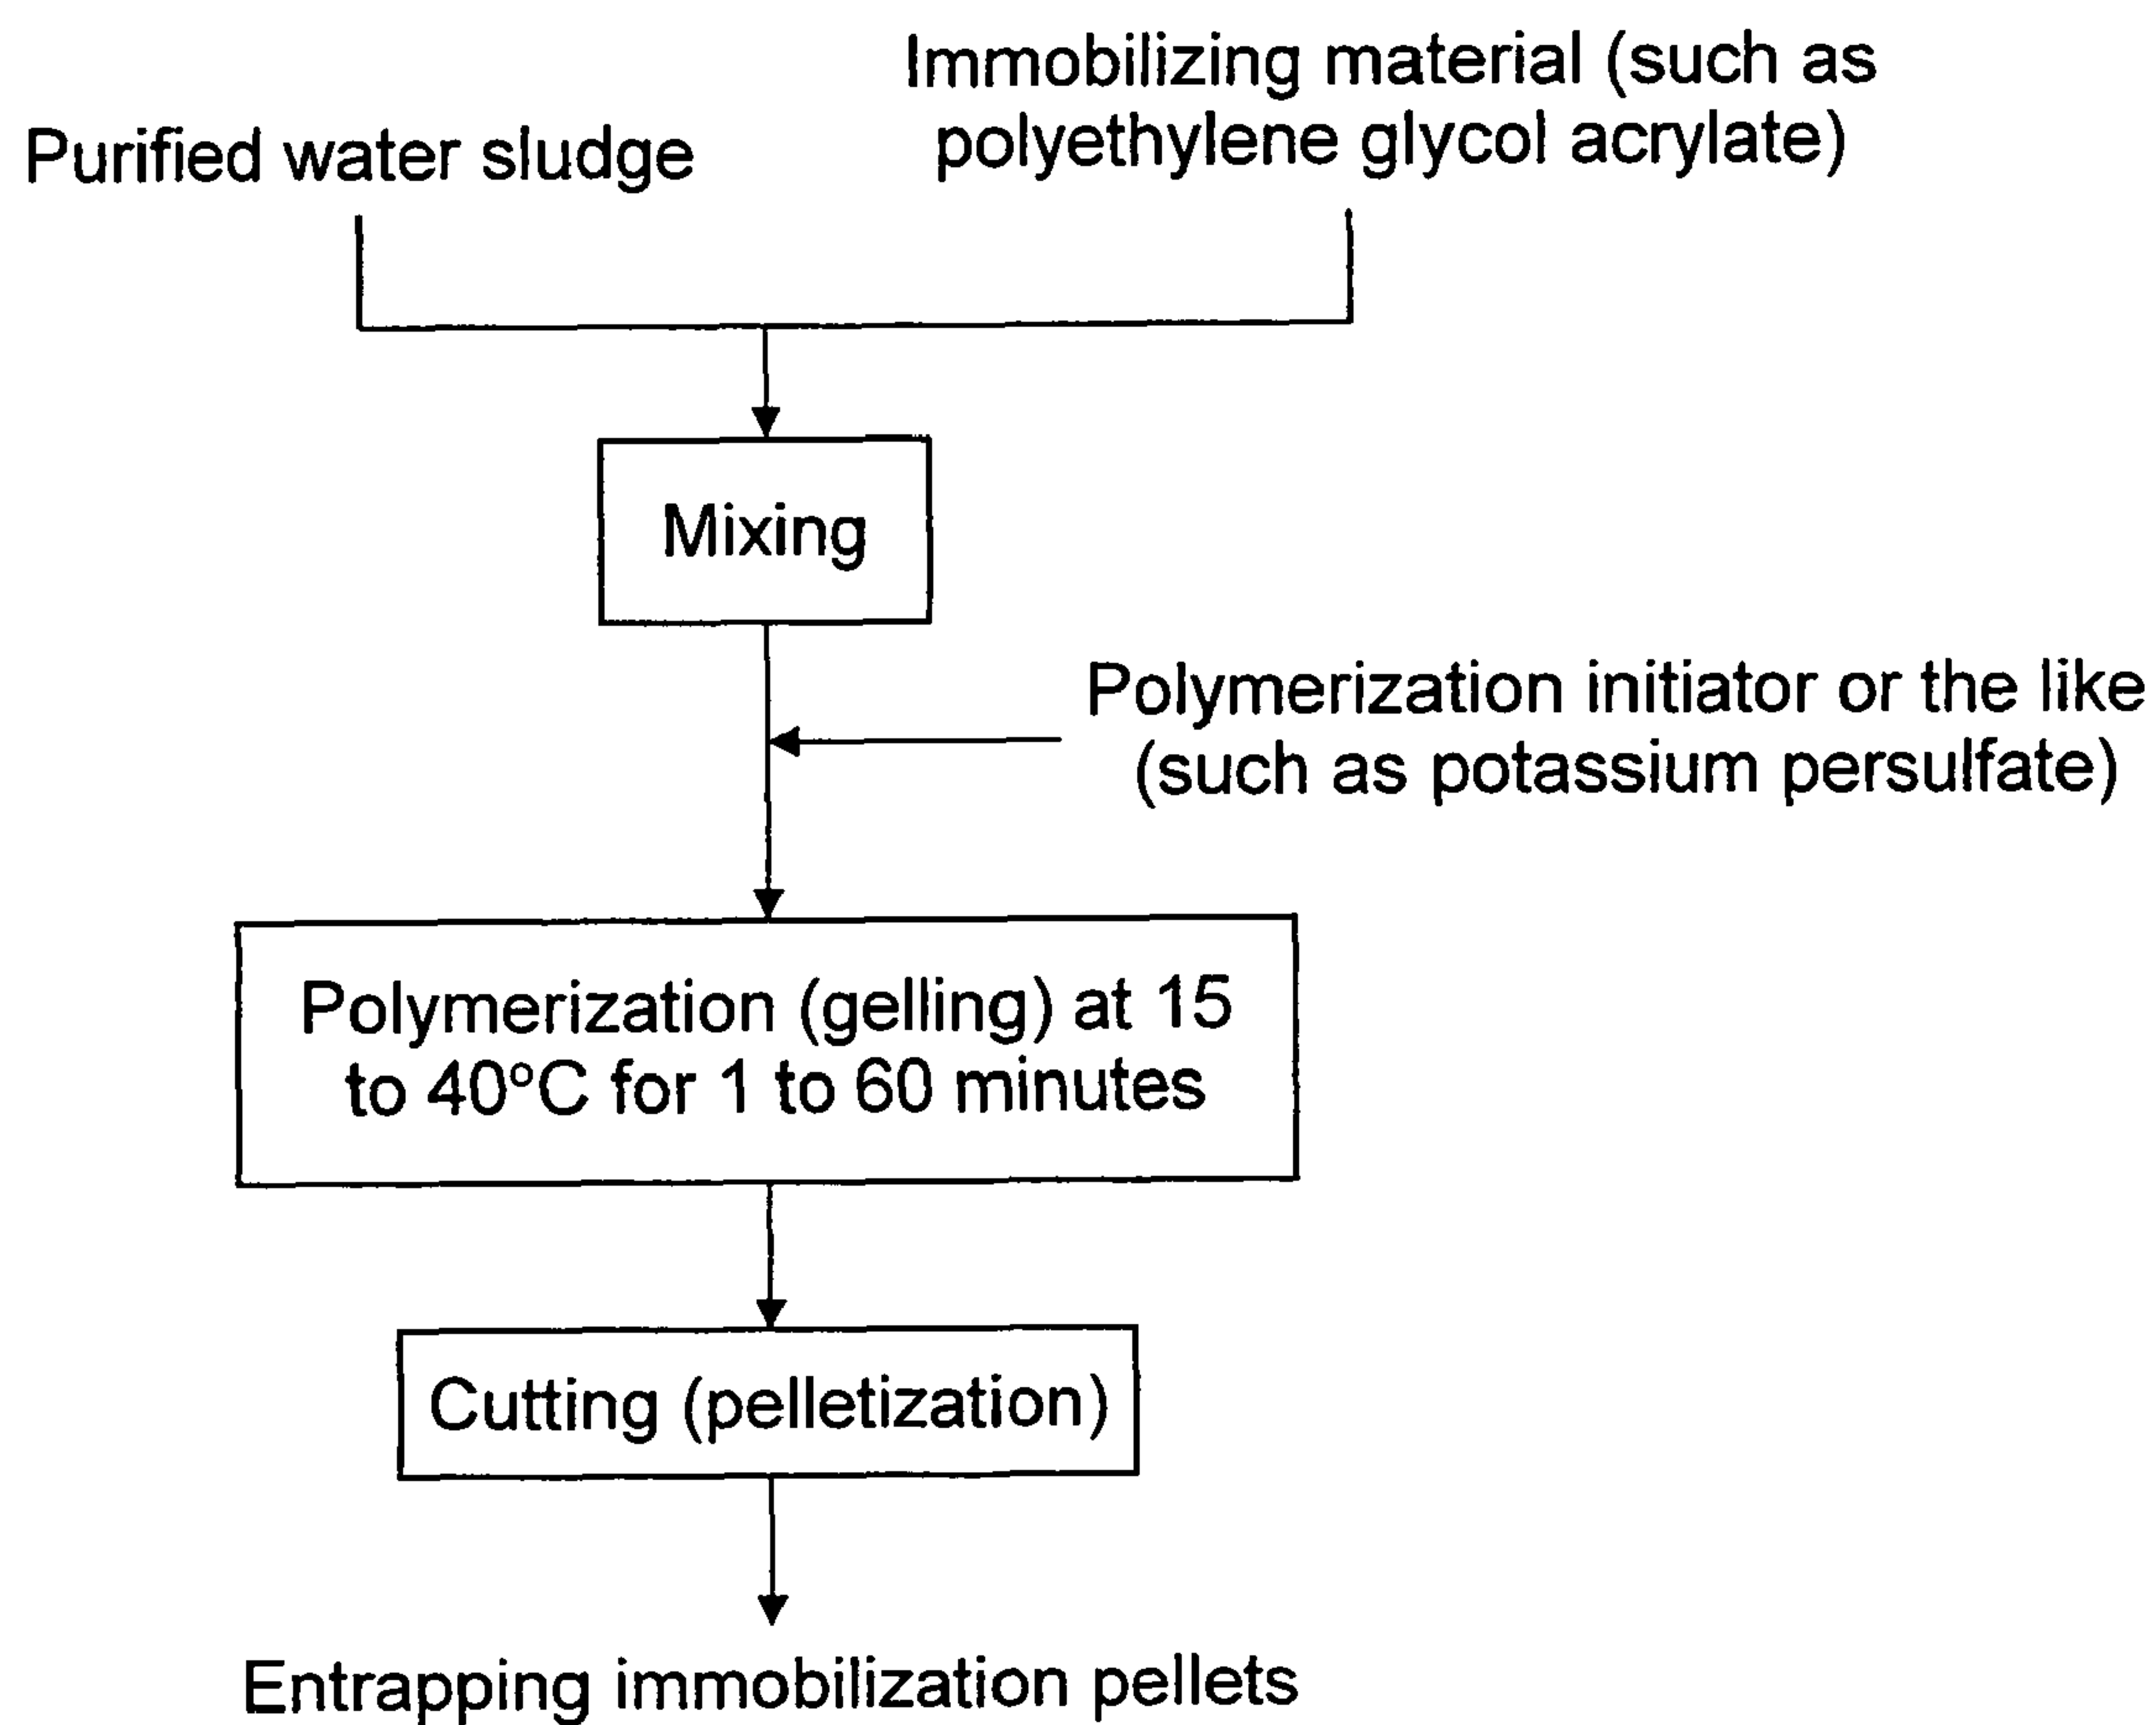 Immobilizing material (such as
polyethylene glycol acrylate)
Purified water sludge
Mixing
Polymerization initiator or the like
(such as potassium persulfate)
Polymerization (gelling) at 15
to 40°C for 1 to 60 minutes
Cutting (pelletization)
Entrapping immobilization pellets